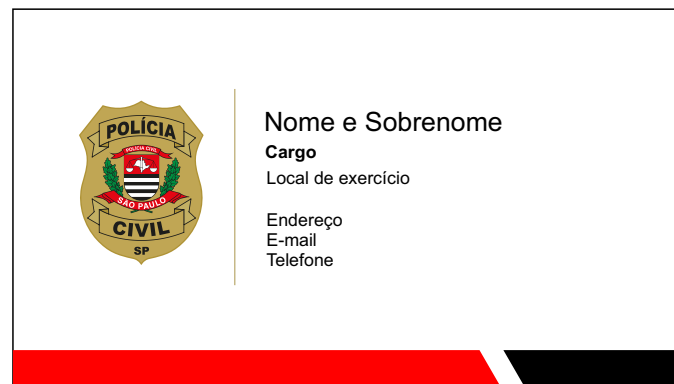 POLÍCIA
POLÍCIA CIVIL
SÃO PAULO
CIVIL
SP
Nome e Sobrenome
Cargo
Local de exercício
Endereço
E-mail
Telefone